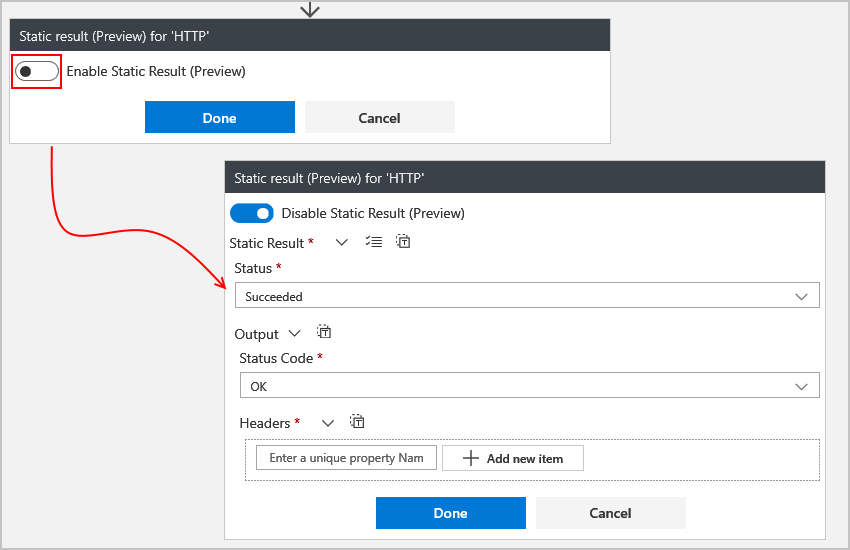 Static result (Preview) for 'HTTP'
Enable Static Result (Preview)
Done Cancel
Static result (Preview) for 'HTTP'
Disable Static Result (Preview)
Static Result *
Status *
Succeeded
Output
Status Code *
OK
Headers *
Enter a unique property Nam + Add new item
Done Cancel